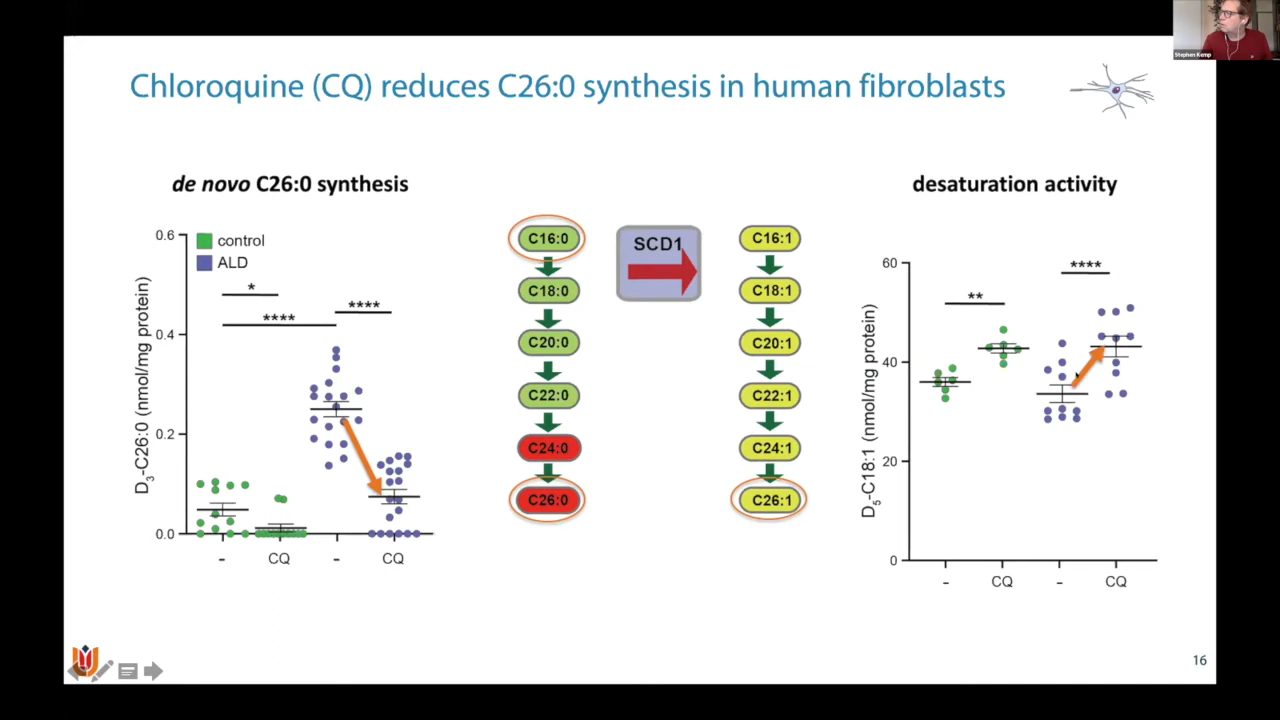 Stephen Kemp
Chloroquine (CQ) reduces C26:0 synthesis in human fibroblasts
de novo C26:0 synthesis
D3-C26:0 (nmol/mg protein)
0.6
0.4
0.2
0.0
control
ALD
*
****
****
-
CQ
-
CQ
C16:0
C18:0
C20:0
C22:0
C24:0
C26:0
SCD1
C16:1
C18:1
C20:1
C22:1
C24:1
C26:1
desaturation activity
D5-C18:1 (nmol/mg protein)
60
40
20
0
**
****
-
CQ
-
CQ
16